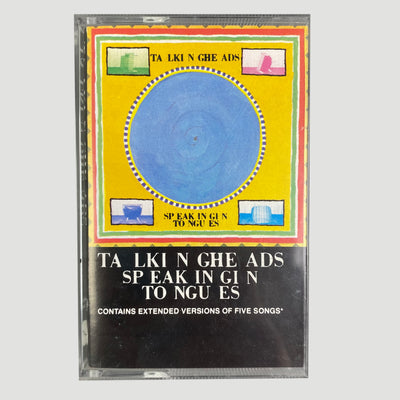 TA LKI N GHE ADS
SP EAK IN GI N
TO NGU ES
TA LKI N GHE ADS
SP EAK IN GI N
TO NGU ES
CONTAINS EXTENDED VERSIONS OF FIVE SONGS*